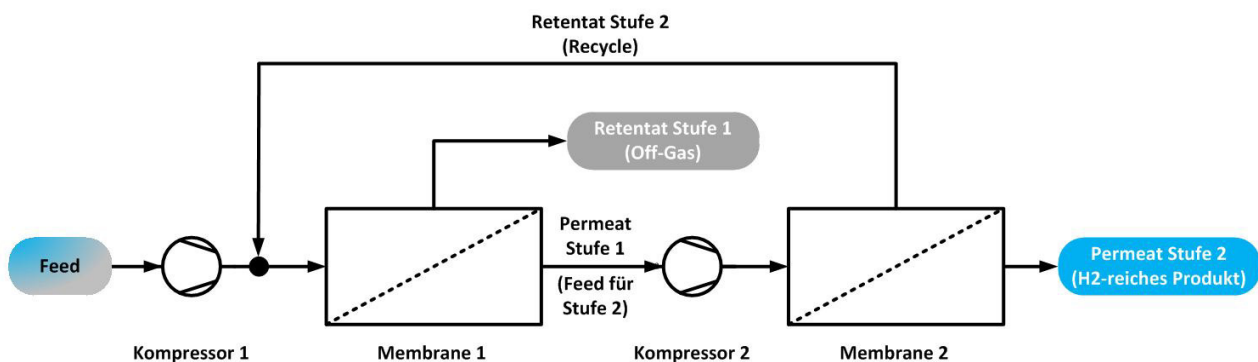 Retentat Stufe 2
(Recycle)
Retentat Stufe 1
(Off-Gas)
Feed
Permeat
Stufe 1
(Feed für
Stufe 2)
Permeat Stufe 2
(H2-reiches Produkt)
Kompressor 1
Membrane 1
Kompressor 2
Membrane 2